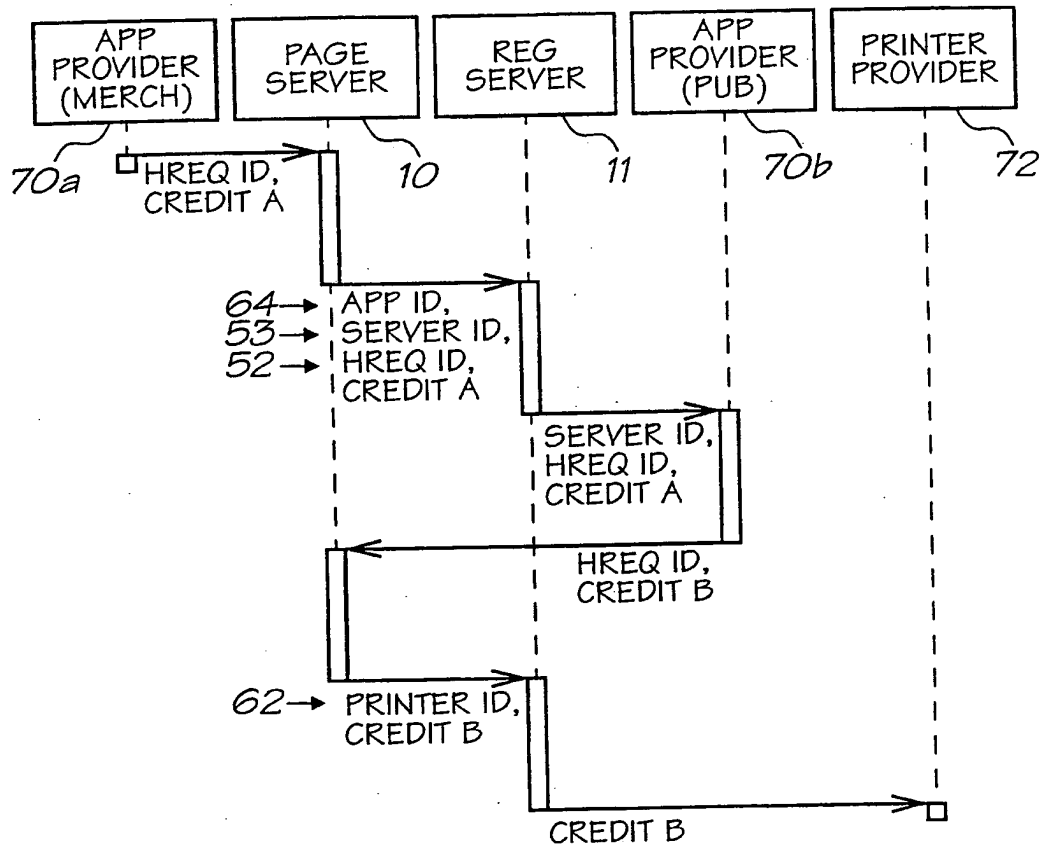 APP
PROVIDER
(MERCH)
PAGE
SERVER
REG
SERVER
APP
PROVIDER
(PUB)
PRINTER
PROVIDER
70a
10
11
70b
72
HREQ ID,
CREDIT A
64
APP ID,
53
SERVER ID,
52
HREQ ID,
CREDIT A
SERVER ID,
HREQ ID,
CREDIT A
HREQ ID,
CREDIT B
62
PRINTER ID,
CREDIT B
CREDIT B